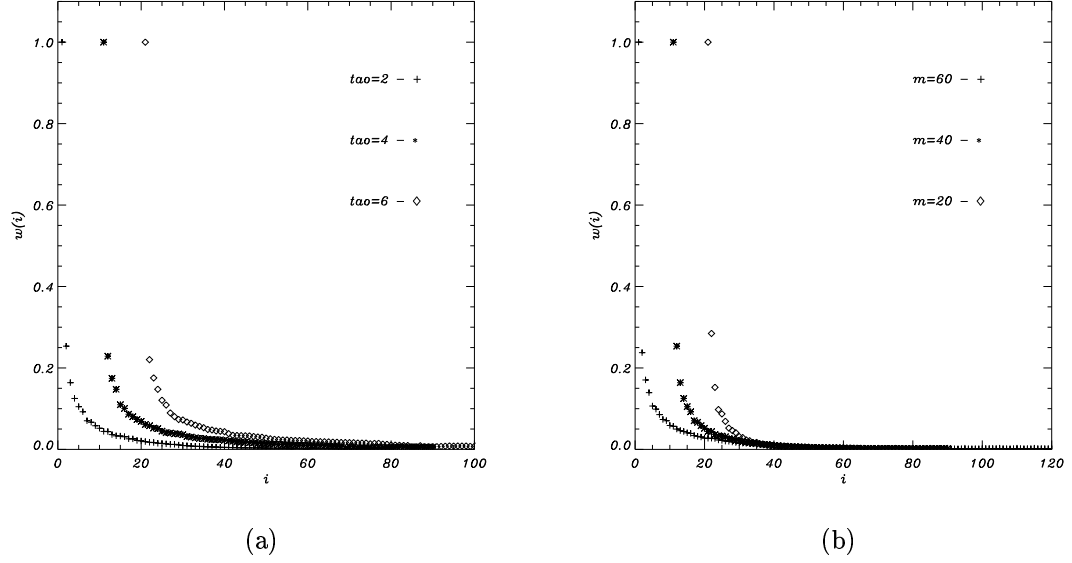 1.0
0.8
0.6
0.4
0.2
0.0
w(i)
0 20 40 60 80 100
i
tao=2 – +
tao=4 – *
tao=6 – ◇
(a)
1.0
0.8
0.6
0.4
0.2
0.0
w(i)
0 20 40 60 80 100 120
i
m=60 – +
m=40 – *
m=20 – ◇
(b)